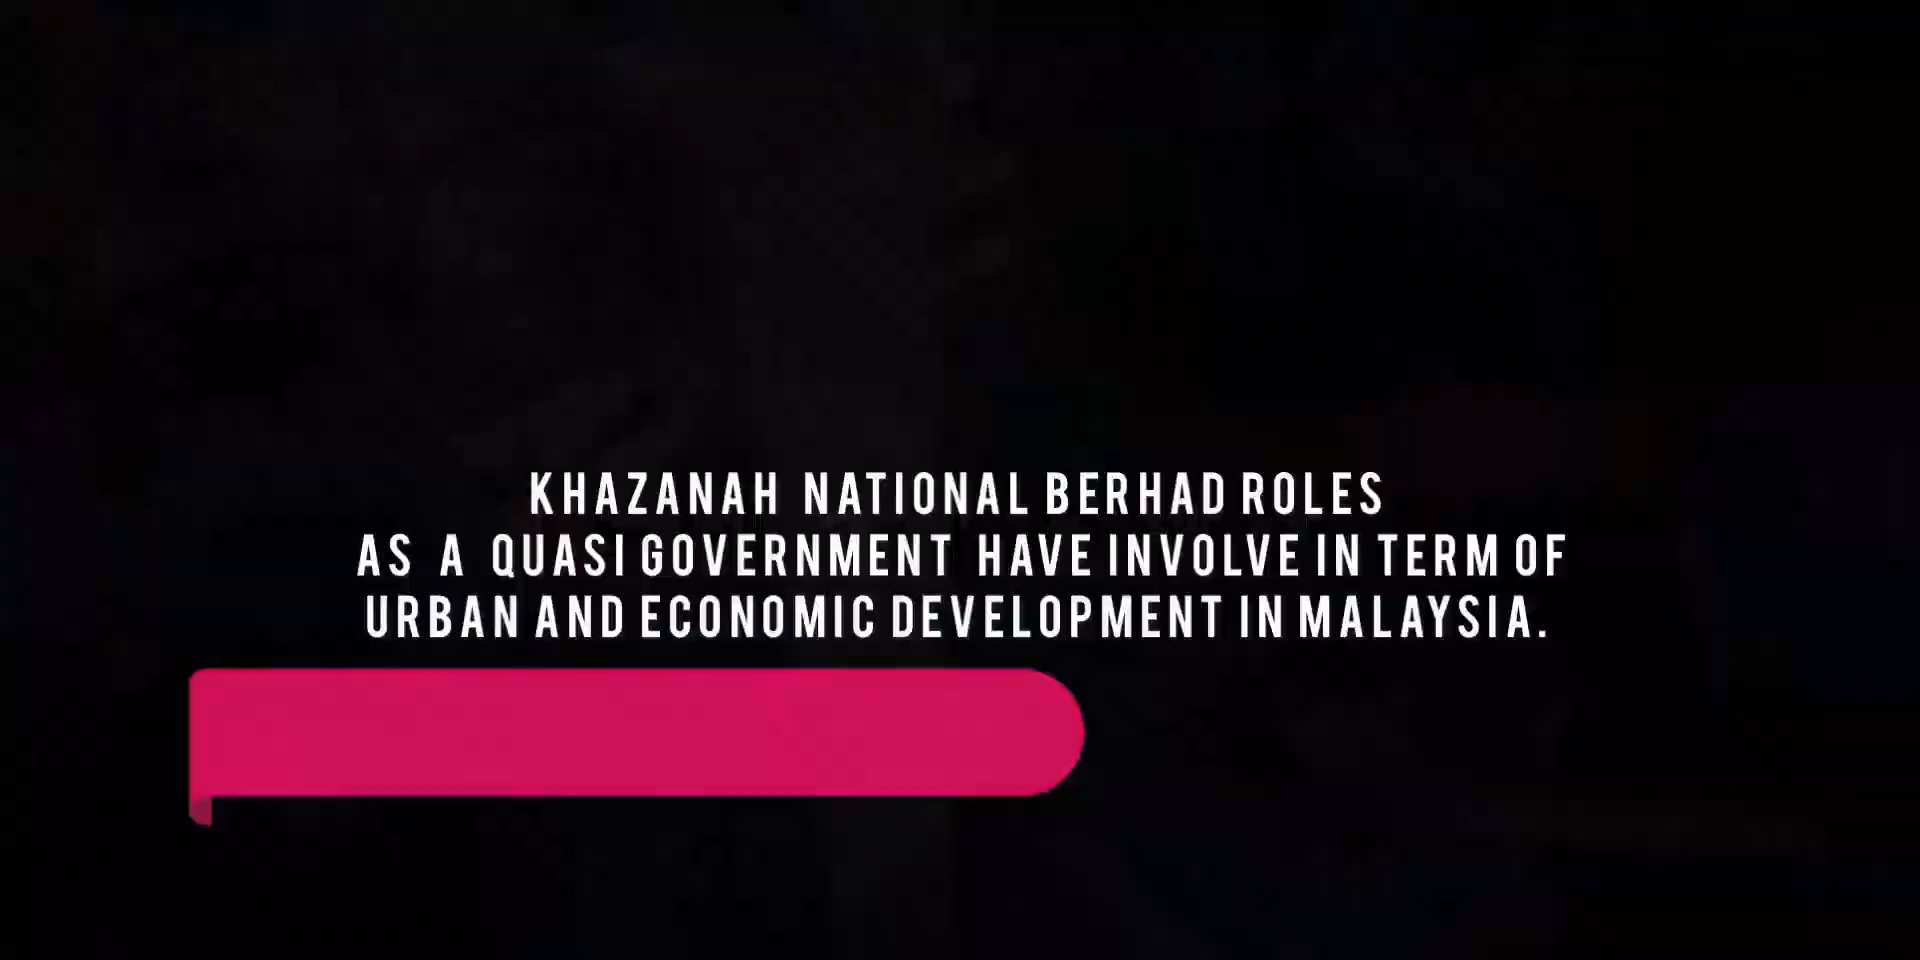 KHAZANAH NATIONAL BERHAD ROLES
AS A QUASI GOVERNMENT HAVE INVOLVE IN TERM OF
URBAN AND ECONOMIC DEVELOPMENT IN MALAYSIA.